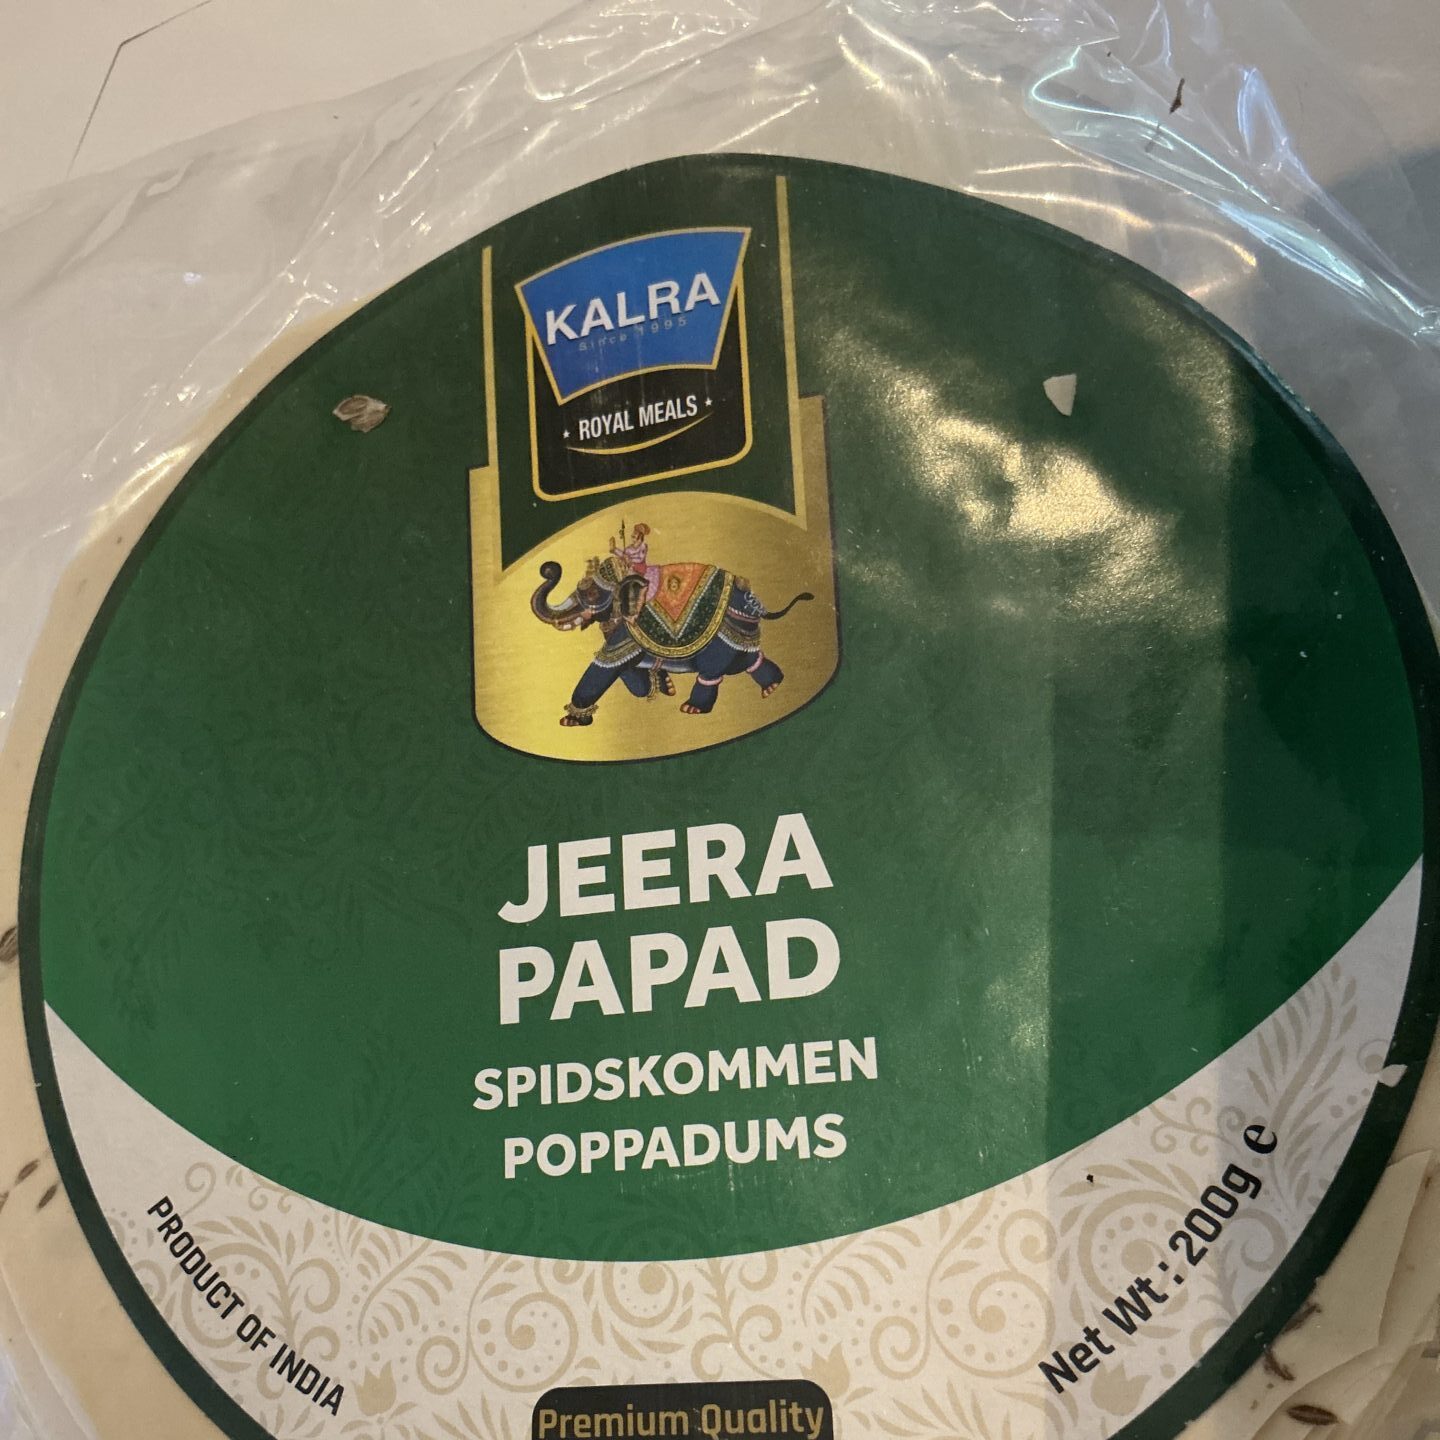 KALRA
Since 1995
ROYAL MEALS
JEERA
PAPAD
SPIDSKOMMEN
POPPADUMS
PRODUCT OF INDIA
Net Wt.: 200g e
Premium Quality